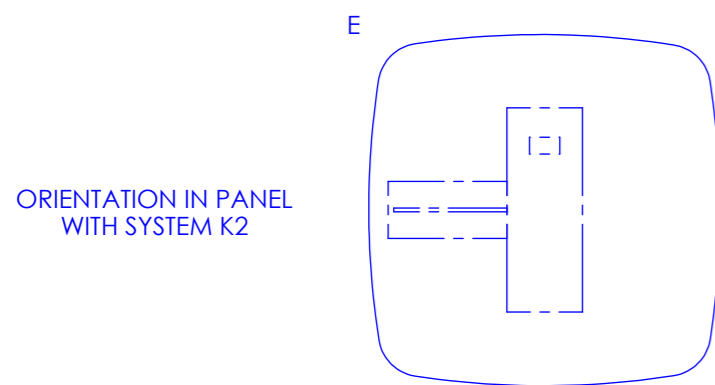 E
ORIENTATION IN PANEL
WITH SYSTEM K2